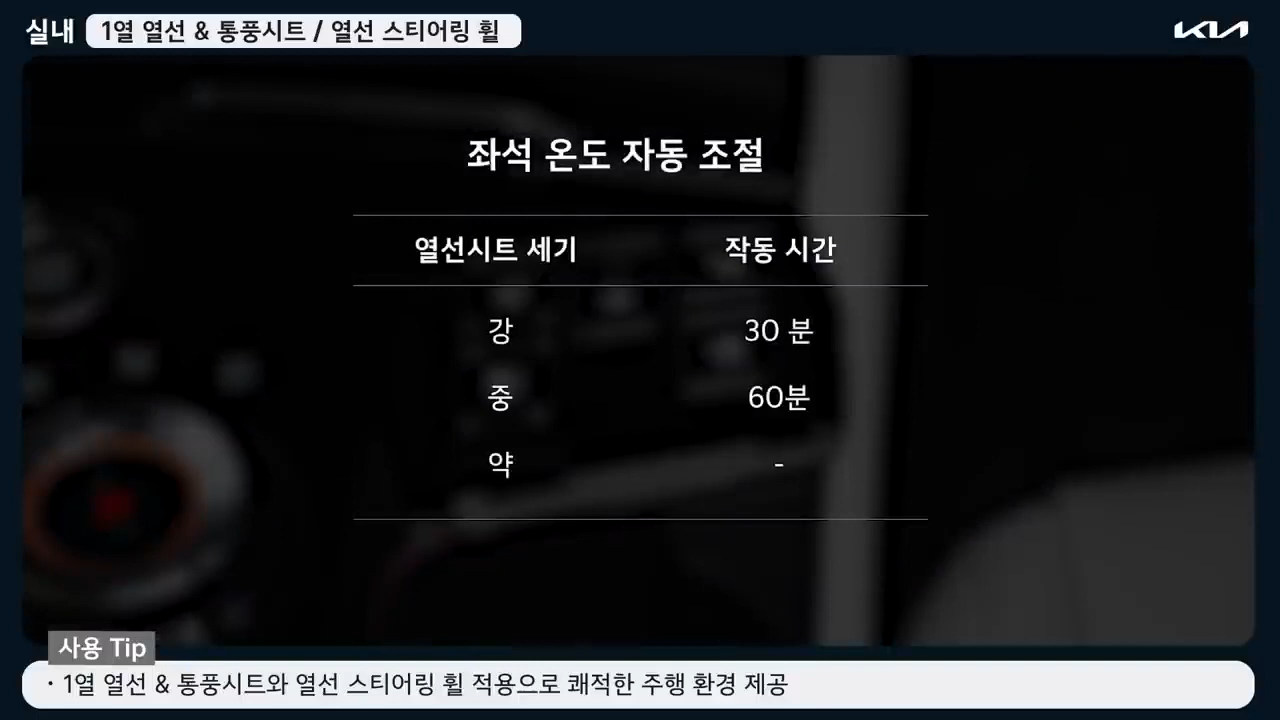 실내 1열 열선 & 통풍시트 / 열선 스티어링 휠
KIA
좌석 온도 자동 조절
열선시트 세기 작동 시간
강 30 분
중 60분
약 -
사용 Tip
· 1열 열선 & 통풍시트와 열선 스티어링 휠 적용으로 쾌적한 주행 환경 제공